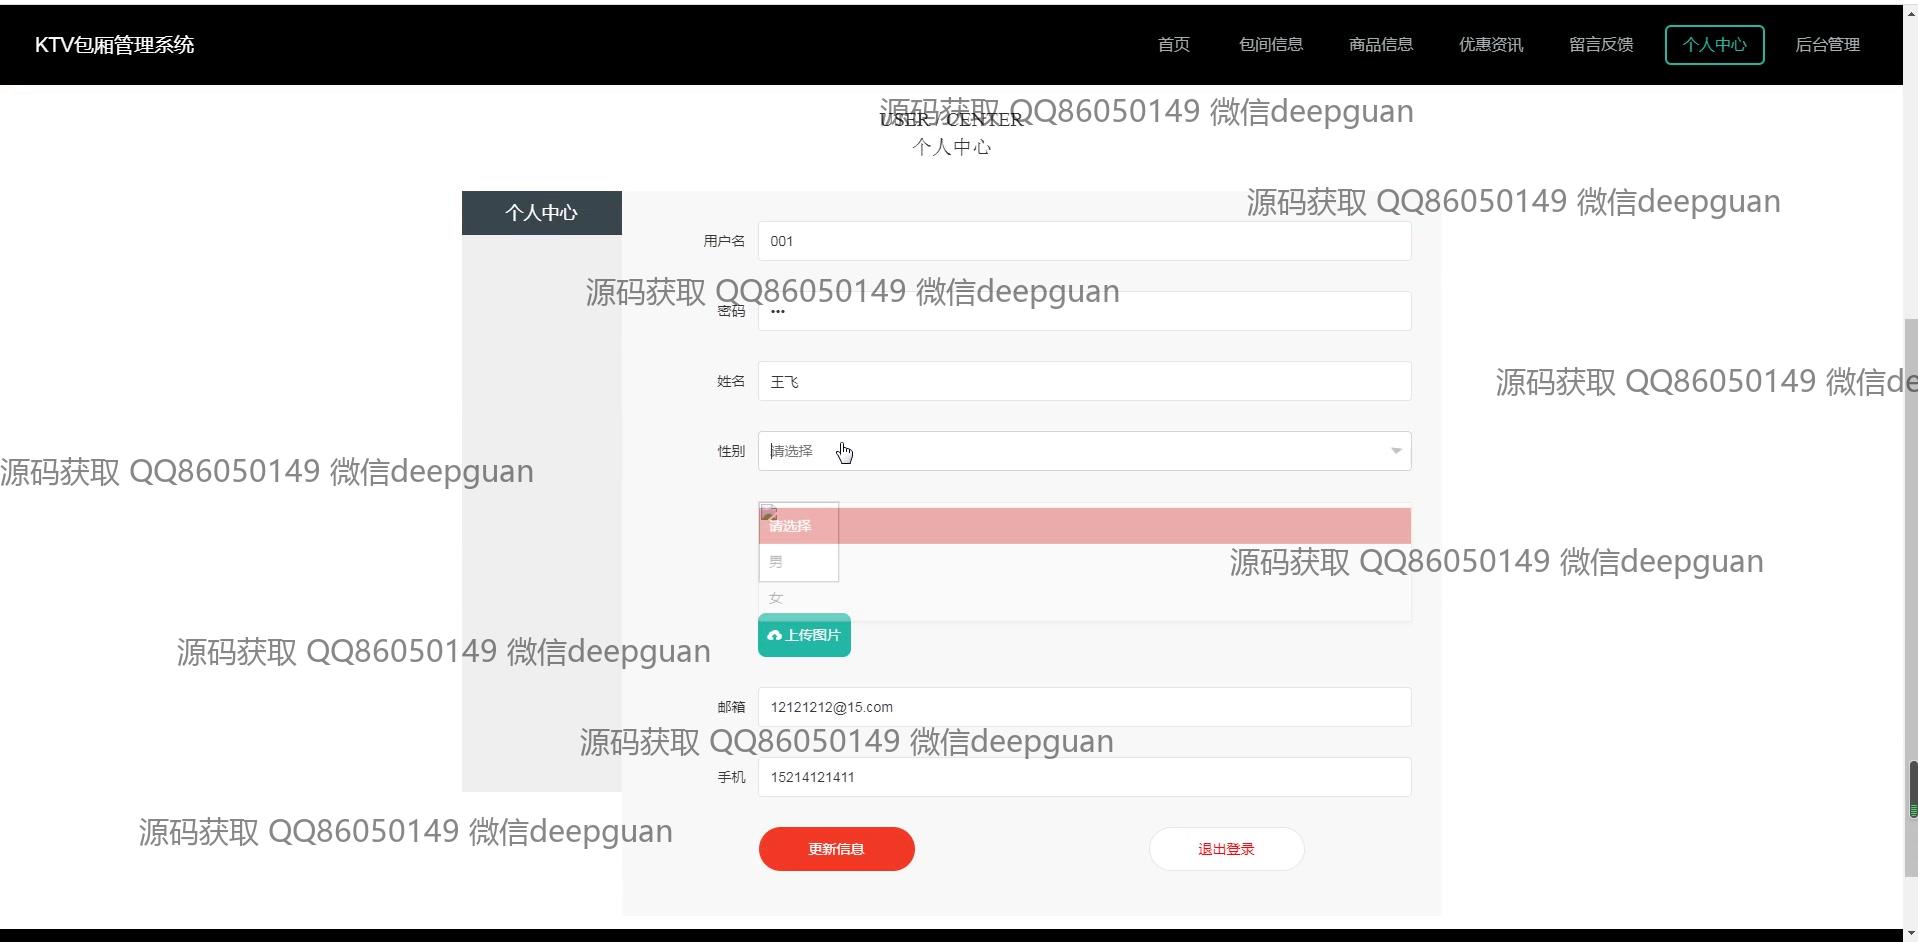 KTV包厢管理系统
首页 包间信息 商品信息 优惠资讯 留言反馈 个人中心 后台管理
源码获取 QQ86050149 微信deepguan
USER / CENTER
个人中心
个人中心
源码获取 QQ86050149 微信deepguan
用户名 001
源码获取 QQ86050149 微信deepguan
密码 •••
姓名 王飞
源码获取 QQ86050149 微信de
性别 请选择
源码获取 QQ86050149 微信deepguan
请选择
男
源码获取 QQ86050149 微信deepguan
女
上传图片
源码获取 QQ86050149 微信deepguan
邮箱 12121212@15.com
源码获取 QQ86050149 微信deepguan
手机 15214121411
源码获取 QQ86050149 微信deepguan
更新信息 退出登录